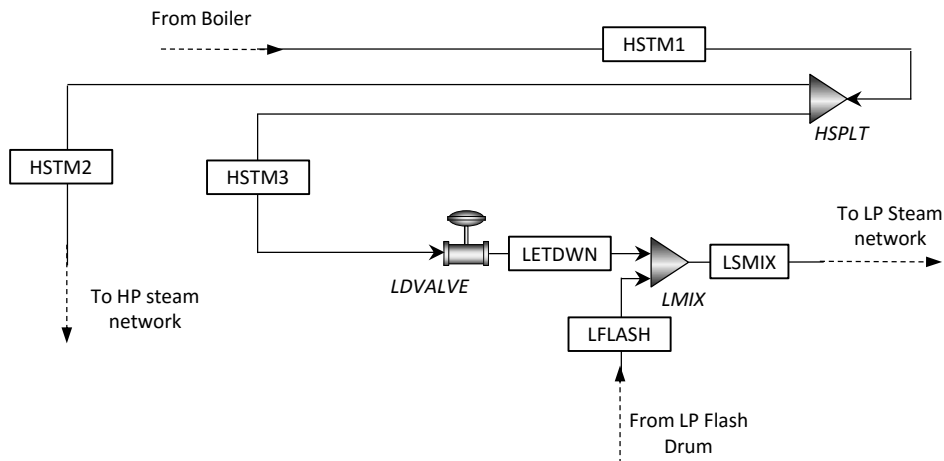 From Boiler
HSTM1
HSPLT
HSTM2
HSTM3
To LP Steam
network
LETDWN
LSMIX
LDVALVE
LMIX
To HP steam
network
LFLASH
From LP Flash
Drum